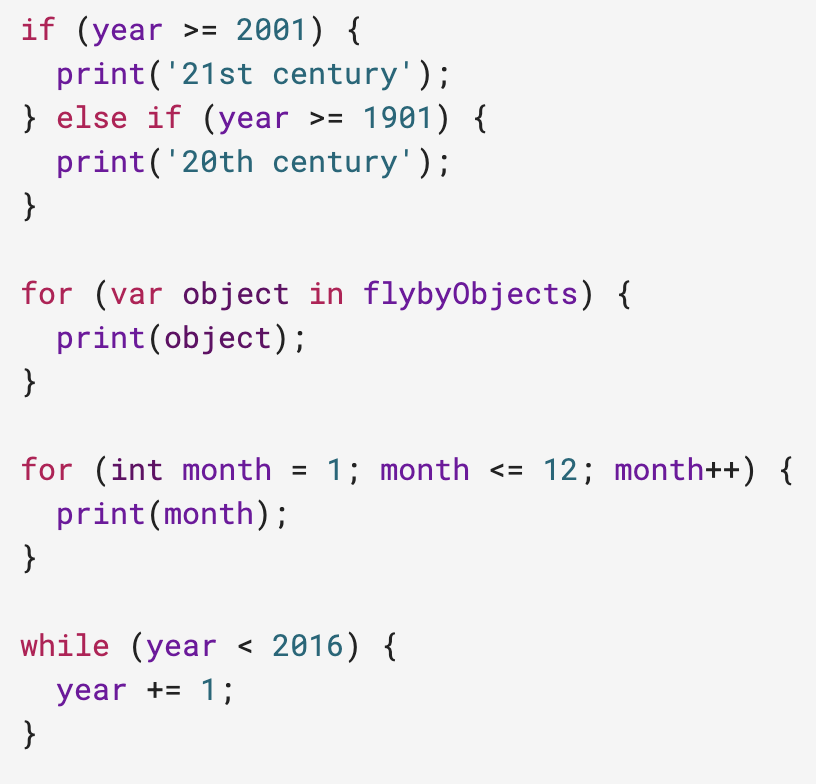 if (year >= 2001) {
  print('21st century');
} else if (year >= 1901) {
  print('20th century');
}

for (var object in flybyObjects) {
  print(object);
}

for (int month = 1; month <= 12; month++) {
  print(month);
}

while (year < 2016) {
  year += 1;
}